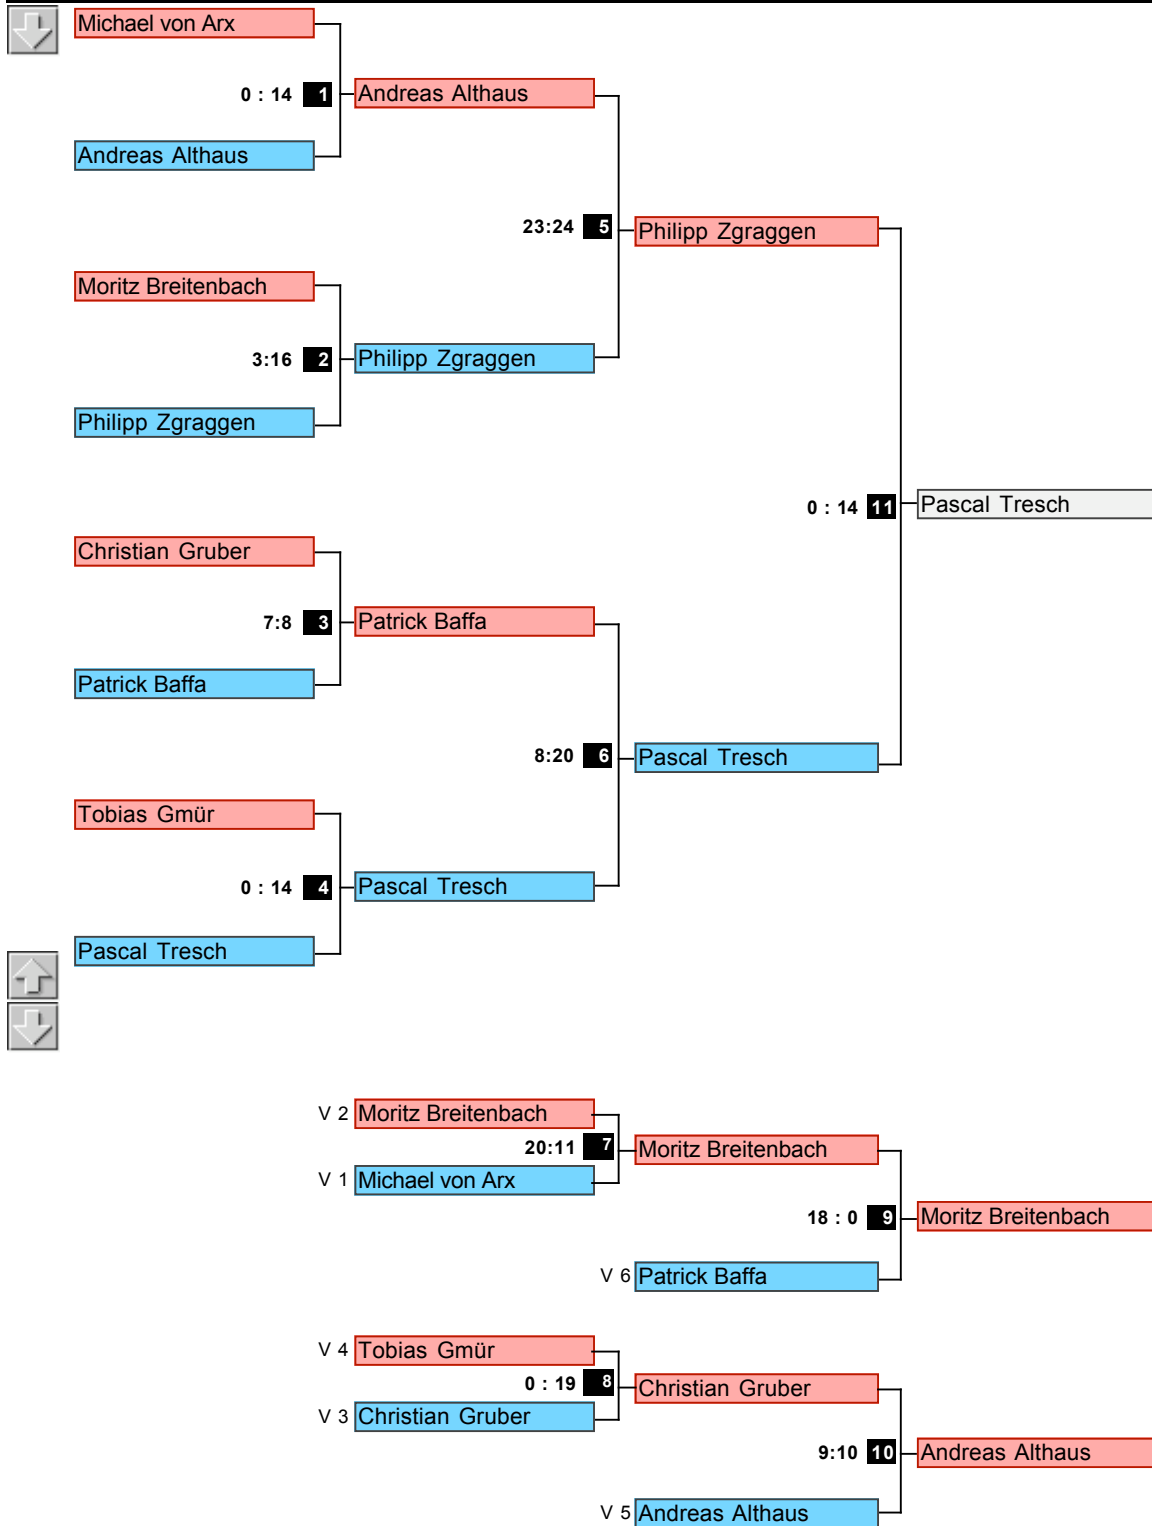 Michael von Arx
0 : 14 1 Andreas Althaus
Andreas Althaus
23:24 5 Philipp Zgraggen
Moritz Breitenbach
3:16 2 Philipp Zgraggen
Philipp Zgraggen
0 : 14 11 Pascal Tresch
Christian Gruber
7:8 3 Patrick Baffa
Patrick Baffa
8:20 6 Pascal Tresch
Tobias Gmür
0 : 14 4 Pascal Tresch
Pascal Tresch
V 2 Moritz Breitenbach
20:11 7 Moritz Breitenbach
V 1 Michael von Arx
18 : 0 9 Moritz Breitenbach
V 6 Patrick Baffa
V 4 Tobias Gmür
0 : 19 8 Christian Gruber
V 3 Christian Gruber
9:10 10 Andreas Althaus
V 5 Andreas Althaus